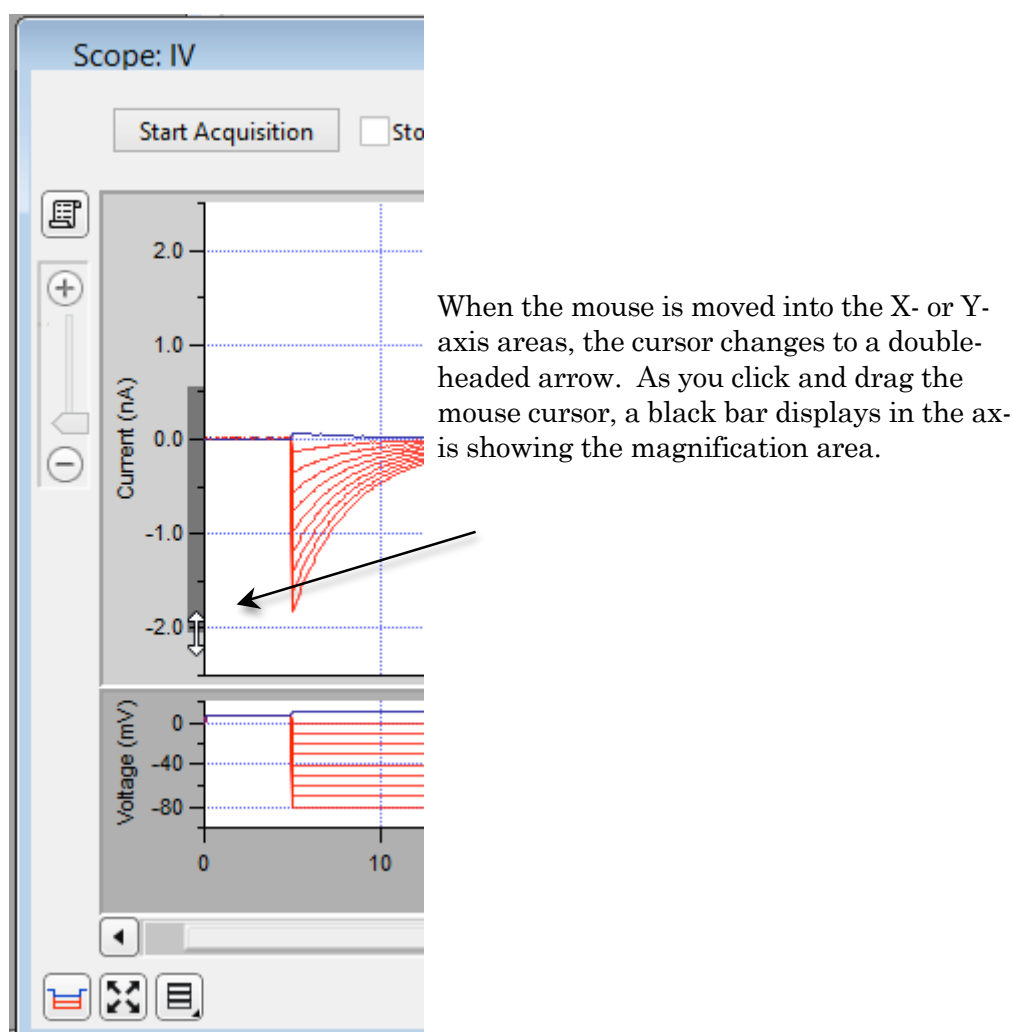 Scope: IV
Start Acquisition
Sto
2.0
1.0
0.0
-1.0
-2.0
Current (nA)
When the mouse is moved into the X- or Y-
axis areas, the cursor changes to a double-
headed arrow. As you click and drag the
mouse cursor, a black bar displays in the ax-
is showing the magnification area.
0
-40
-80
Voltage (mV)
0
10